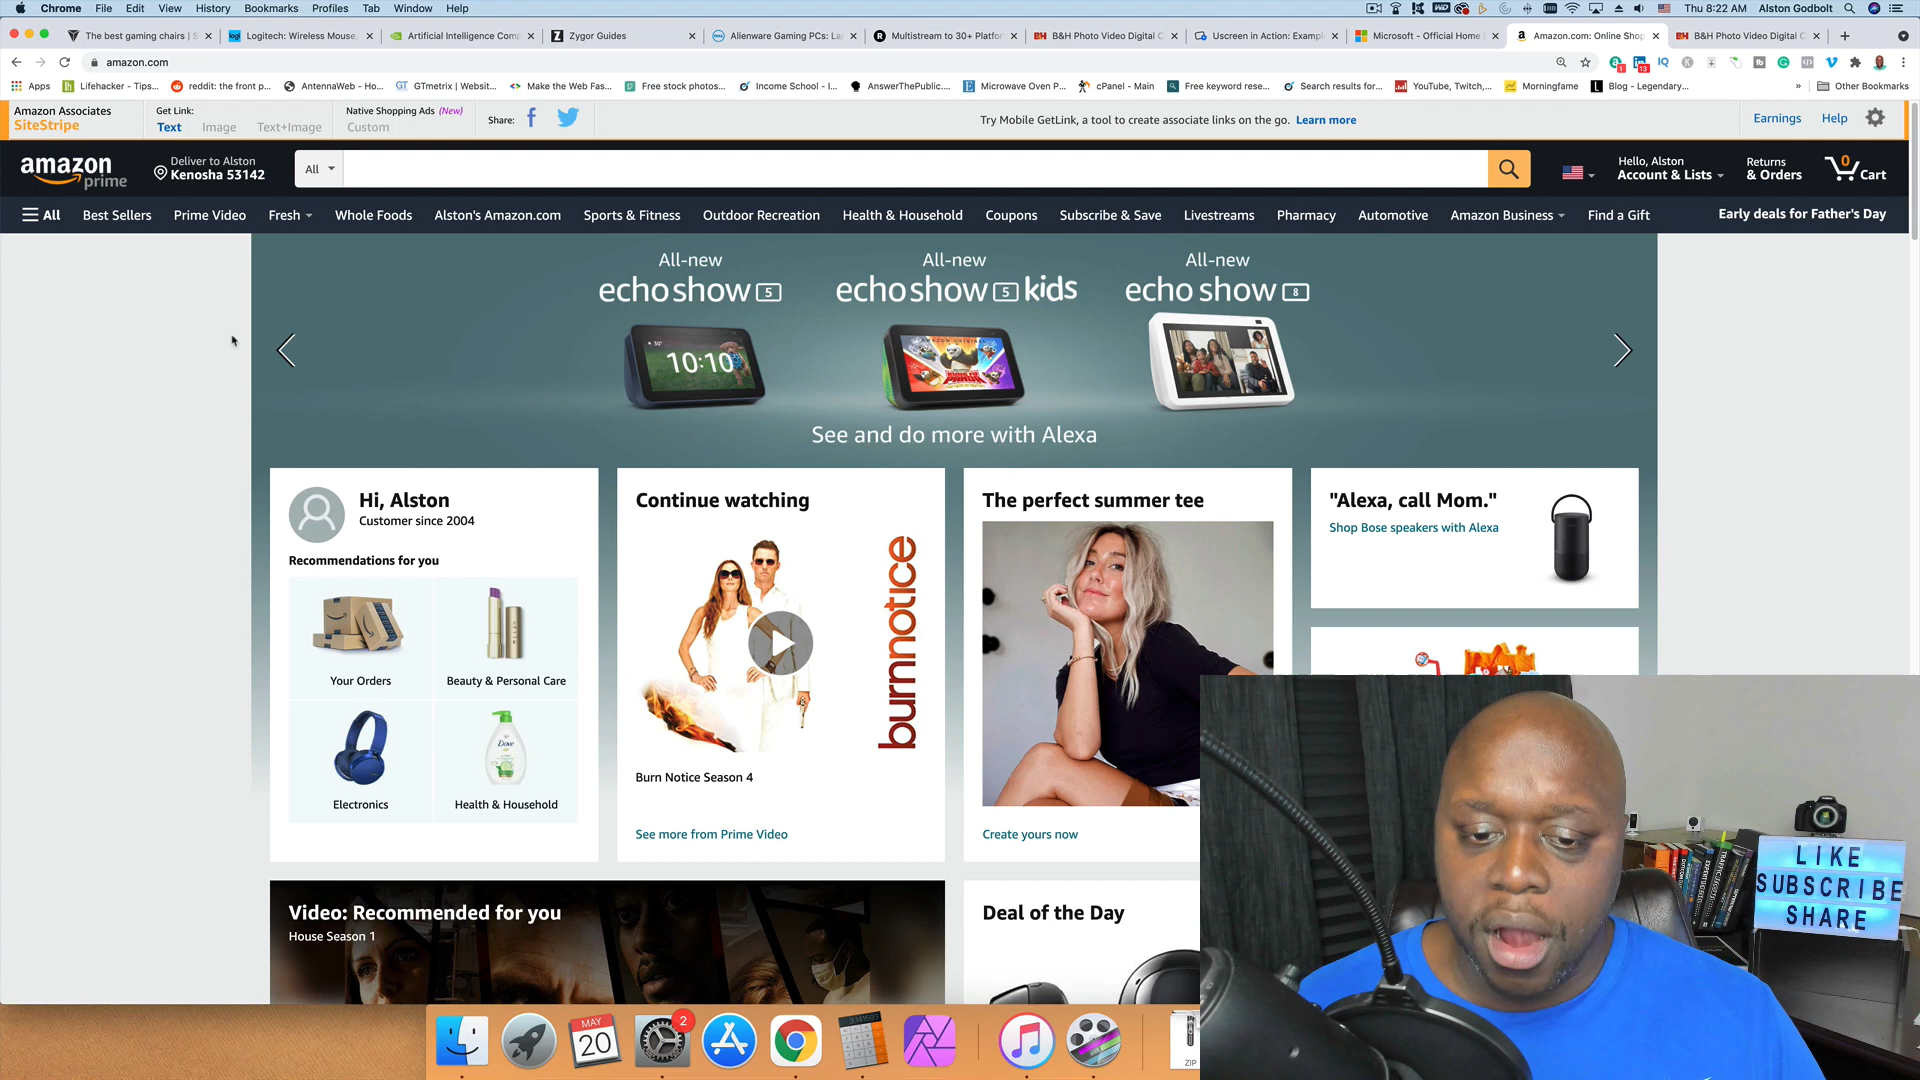 Chrome File Edit View History Bookmarks Profiles Tab Window Help
Thu 8:22 AM Alston Godbolt
The best gaming chairs | S
Logitech: Wireless Mouse,
Artificial Intelligence Comp
Zygor Guides
Alienware Gaming PCs: La
Multistream to 30+ Platfor
B&H Photo Video Digital C
Uscreen in Action: Exampl
Microsoft - Official Home
Amazon.com: Online Shop
B&H Photo Video Digital C
amazon.com
Apps
Lifehacker - Tips...
reddit: the front p...
AntennaWeb - Ho...
GTmetrix | Websit...
Make the Web Fas...
Free stock photos...
Income School - I...
AnswerThePublic....
Microwave Oven P...
cPanel - Main
Free keyword rese...
Search results for...
YouTube, Twitch,...
Morningfame
Blog - Legendary...
Other Bookmarks
Amazon Associates
SiteStripe
Get Link:
Text Image Text+Image
Native Shopping Ads (New)
Custom
Share:
Try Mobile GetLink, a tool to create associate links on the go. Learn more
Earnings Help
amazon
prime
Deliver to Alston
Kenosha 53142
All
Hello, Alston
Account & Lists
Returns
& Orders
0
Cart
All Best Sellers Prime Video Fresh Whole Foods Alston's Amazon.com Sports & Fitness Outdoor Recreation Health & Household Coupons Subscribe & Save Livestreams Pharmacy Automotive Amazon Business Find a Gift
Early deals for Father's Day
All-new
echo show 5
All-new
echo show 5 kids
All-new
echo show 8
10:10
See and do more with Alexa
Hi, Alston
Customer since 2004
Recommendations for you
Your Orders
Beauty & Personal Care
Electronics
Dove
Health & Household
Continue watching
burn notice
Burn Notice Season 4
See more from Prime Video
The perfect summer tee
Create yours now
"Alexa, call Mom."
Shop Bose speakers with Alexa
Video: Recommended for you
House Season 1
Deal of the Day
LIKE
SUBSCRIBE
SHARE
MAY
20
2
ZIP